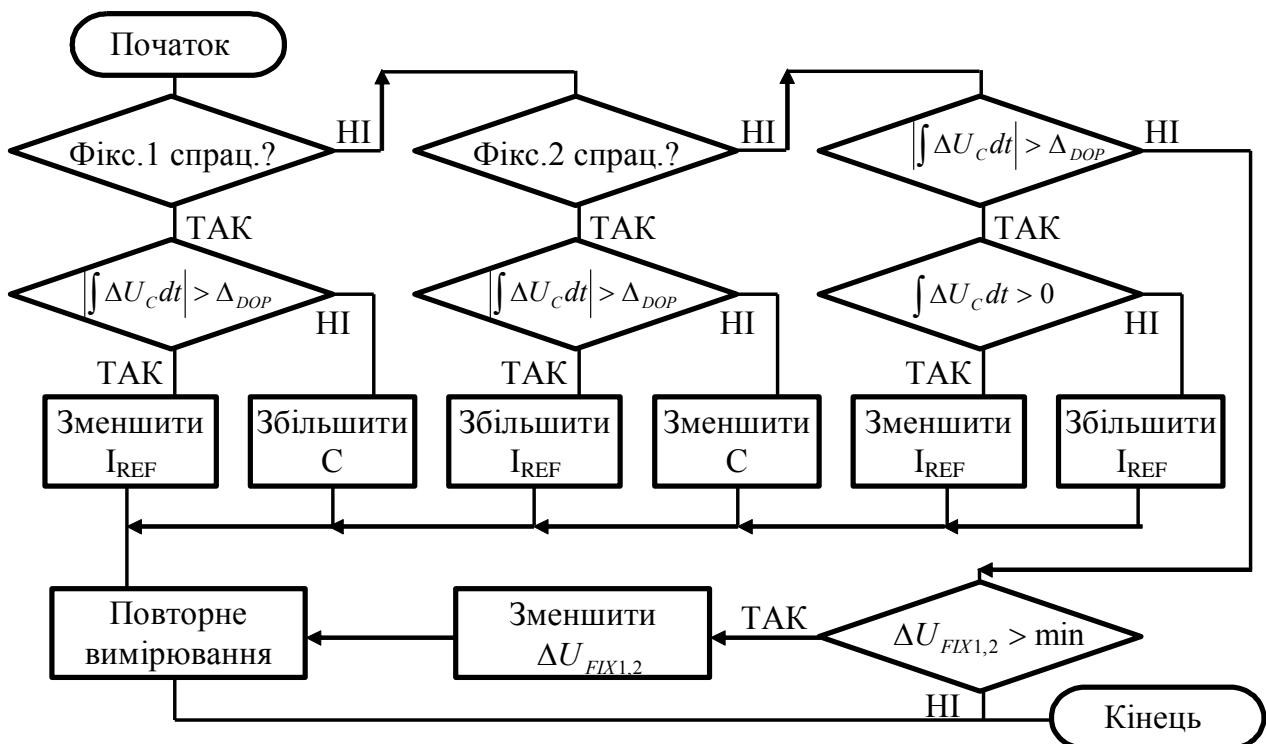 Початок
Фікс.1 спрац.?
НІ
Фікс.2 спрац.?
НІ
|∫ ΔU_C dt| > Δ_DOP
НІ
ТАК
ТАК
ТАК
|∫ ΔU_C dt| > Δ_DOP
НІ
|∫ ΔU_C dt| > Δ_DOP
НІ
∫ ΔU_C dt > 0
НІ
ТАК
ТАК
ТАК
Зменшити
I_REF
Збільшити
С
Збільшити
I_REF
Зменшити
С
Зменшити
I_REF
Збільшити
I_REF
Повторне
вимірювання
Зменшити
ΔU_FIX1,2
ТАК
ΔU_FIX1,2 > min
НІ
Кінець